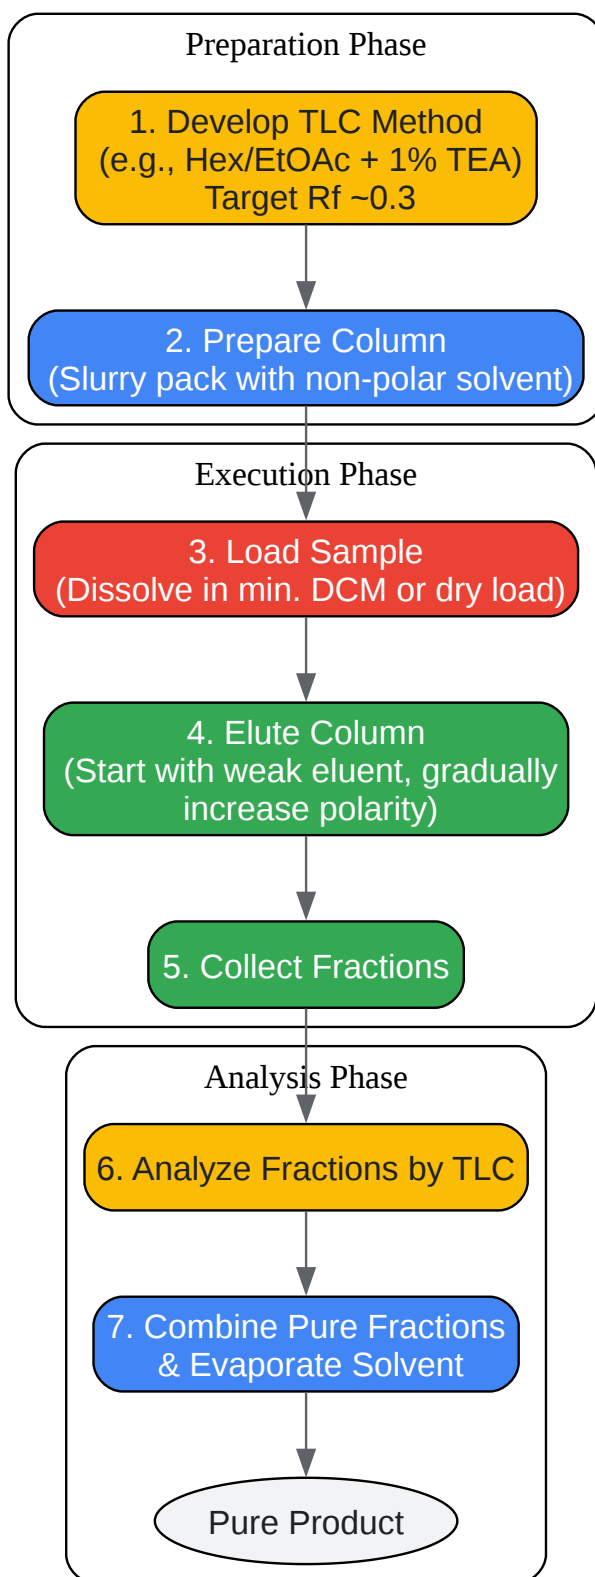 Preparation Phase
1. Develop TLC Method
(e.g., Hex/EtOAc + 1% TEA)
Target Rf ~0.3
2. Prepare Column
(Slurry pack with non-polar solvent)
Execution Phase
3. Load Sample
(Dissolve in min. DCM or dry load)
4. Elute Column
(Start with weak eluent, gradually
increase polarity)
5. Collect Fractions
Analysis Phase
6. Analyze Fractions by TLC
7. Combine Pure Fractions
& Evaporate Solvent
Pure Product